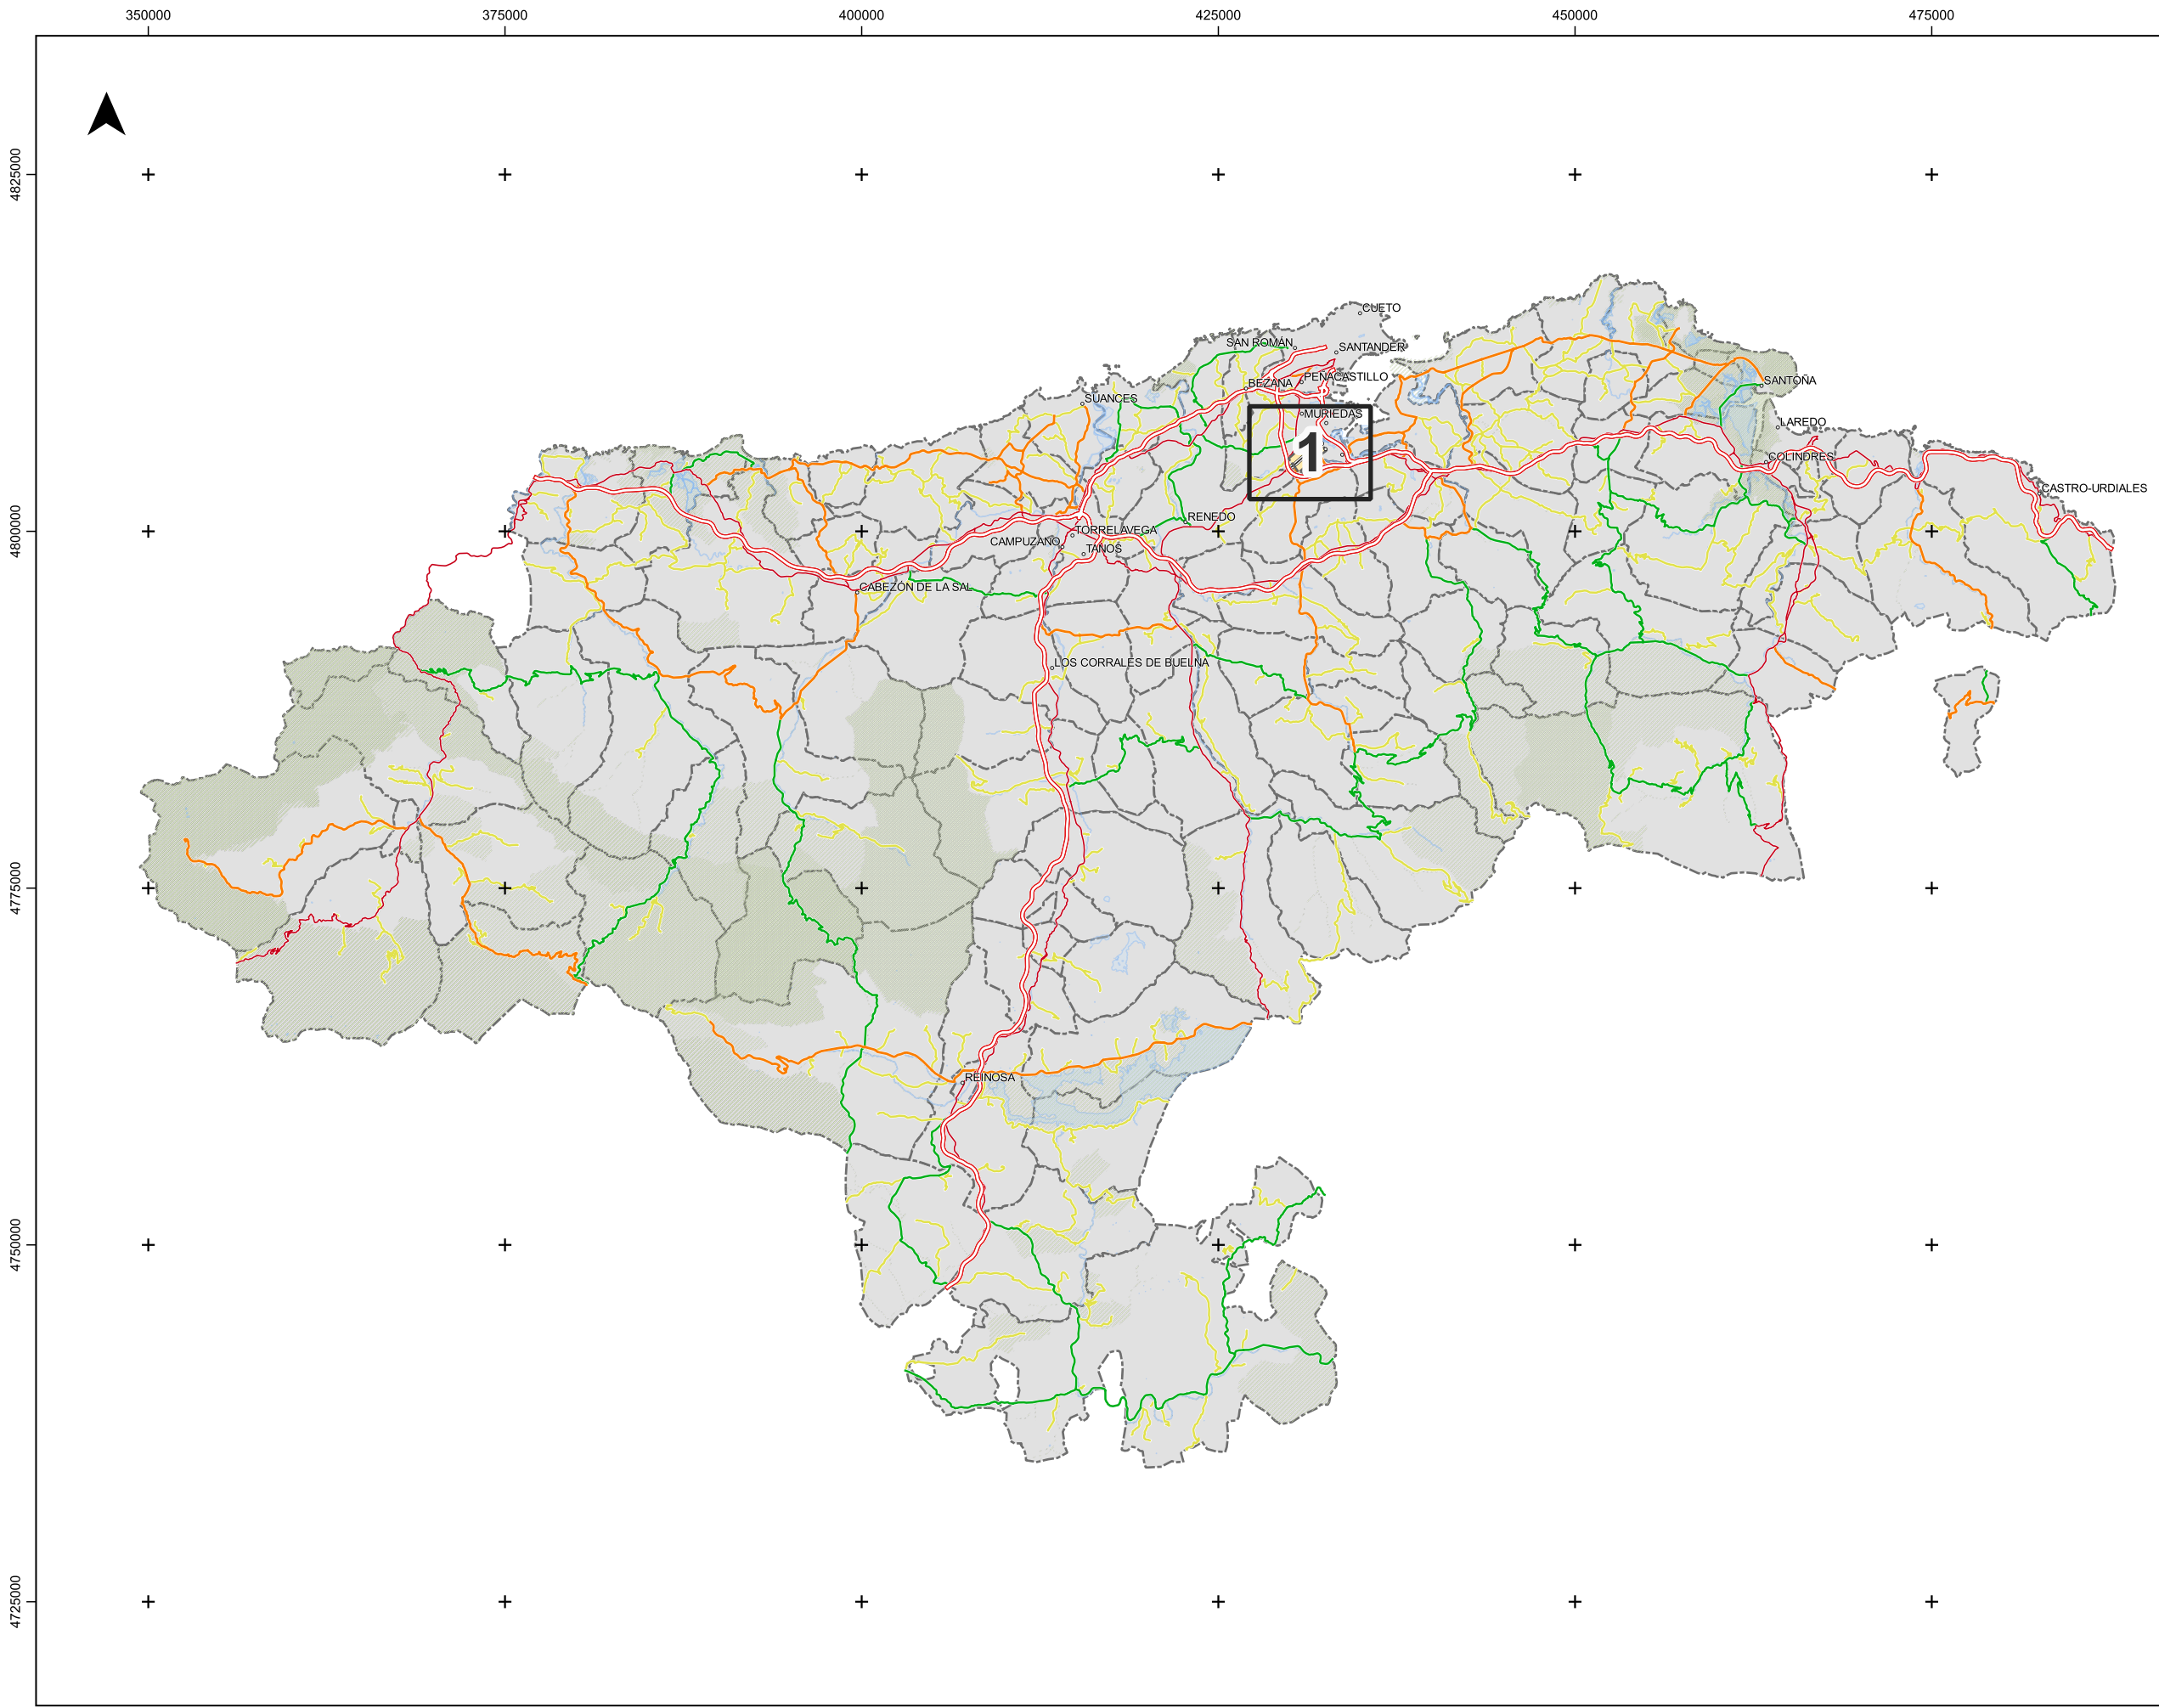 350000 375000 400000 425000 450000 475000
4825000
CUETO
SAN ROMÁN
SANTANDER
BEZANA
PEÑACASTILLO
SANTOÑA
SUANCES
MURIEDAS
LAREDO
1
COLINDRES
CASTRO-URDIALES
RENEDO
4800000
TORRELAVEGA
CAMPUZANO
TANOS
CABEZÓN DE LA SAL
LOS CORRALES DE BUELNA
4775000
REINOSA
4750000
4725000